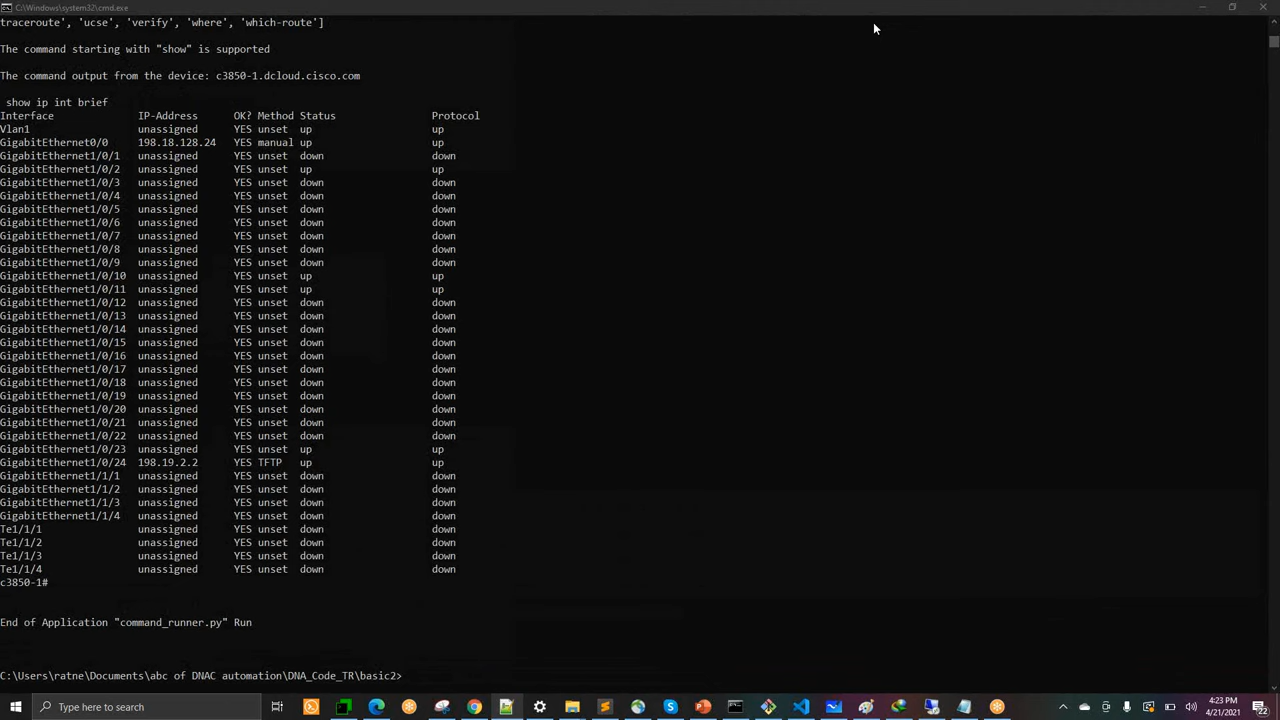 C:\Windows\system32\cmd.exe
traceroute', 'ucse', 'verify', 'where', 'which-route']
The command starting with "show" is supported
The command output from the device: c3850-1.dcloud.cisco.com
show ip int brief
Interface IP-Address OK? Method Status Protocol
Vlan1 unassigned YES unset up up
GigabitEthernet0/0 198.18.128.24 YES manual up up
GigabitEthernet1/0/1 unassigned YES unset down down
GigabitEthernet1/0/2 unassigned YES unset up up
GigabitEthernet1/0/3 unassigned YES unset down down
GigabitEthernet1/0/4 unassigned YES unset down down
GigabitEthernet1/0/5 unassigned YES unset down down
GigabitEthernet1/0/6 unassigned YES unset down down
GigabitEthernet1/0/7 unassigned YES unset down down
GigabitEthernet1/0/8 unassigned YES unset down down
GigabitEthernet1/0/9 unassigned YES unset down down
GigabitEthernet1/0/10 unassigned YES unset up up
GigabitEthernet1/0/11 unassigned YES unset up up
GigabitEthernet1/0/12 unassigned YES unset down down
GigabitEthernet1/0/13 unassigned YES unset down down
GigabitEthernet1/0/14 unassigned YES unset down down
GigabitEthernet1/0/15 unassigned YES unset down down
GigabitEthernet1/0/16 unassigned YES unset down down
GigabitEthernet1/0/17 unassigned YES unset down down
GigabitEthernet1/0/18 unassigned YES unset down down
GigabitEthernet1/0/19 unassigned YES unset down down
GigabitEthernet1/0/20 unassigned YES unset down down
GigabitEthernet1/0/21 unassigned YES unset down down
GigabitEthernet1/0/22 unassigned YES unset down down
GigabitEthernet1/0/23 unassigned YES unset up up
GigabitEthernet1/0/24 198.19.2.2 YES TFTP up up
GigabitEthernet1/1/1 unassigned YES unset down down
GigabitEthernet1/1/2 unassigned YES unset down down
GigabitEthernet1/1/3 unassigned YES unset down down
GigabitEthernet1/1/4 unassigned YES unset down down
Te1/1/1 unassigned YES unset down down
Te1/1/2 unassigned YES unset down down
Te1/1/3 unassigned YES unset down down
Te1/1/4 unassigned YES unset down down
c3850-1#
End of Application "command_runner.py" Run
C:\Users\ratne\Documents\abc of DNAC automation\DNA_Code_TR\basic2>
Type here to search
4:23 PM
4/21/2021